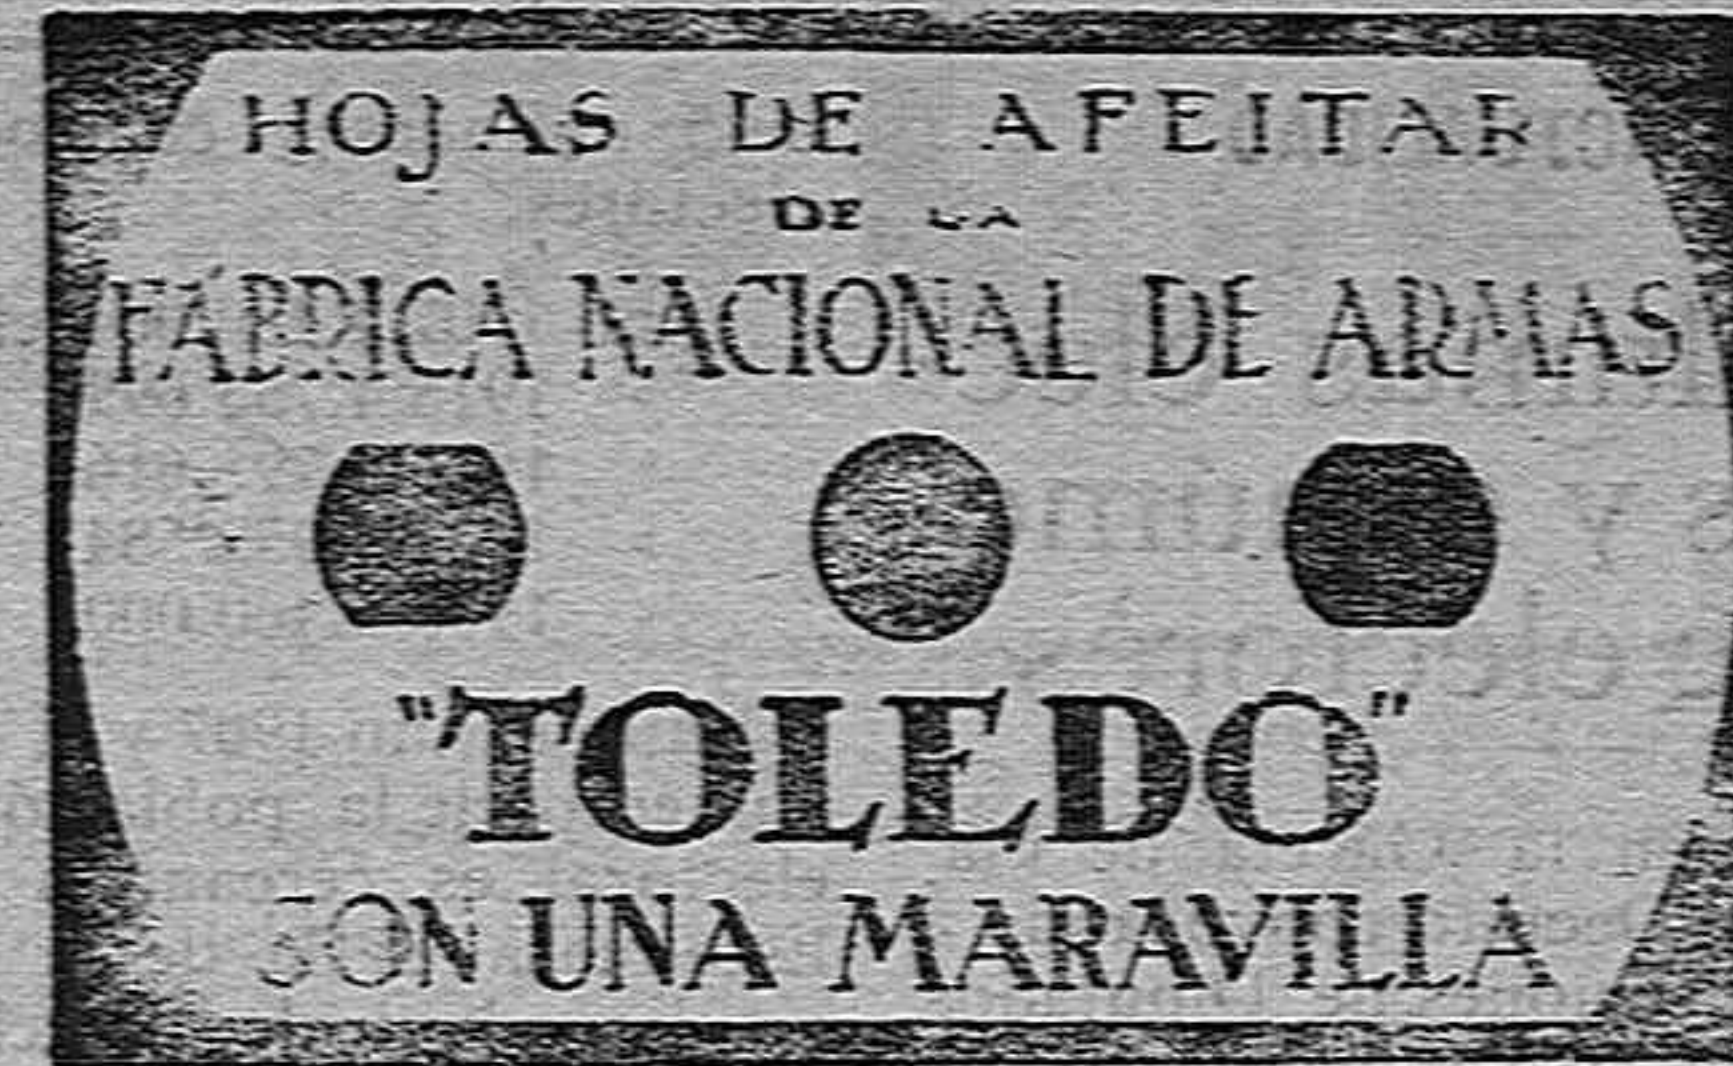 HOJAS DE AFEITAR
DE LA
FÁBRICA NACIONAL DE ARMAS
"TOLEDO"
SON UNA MARAVILLA